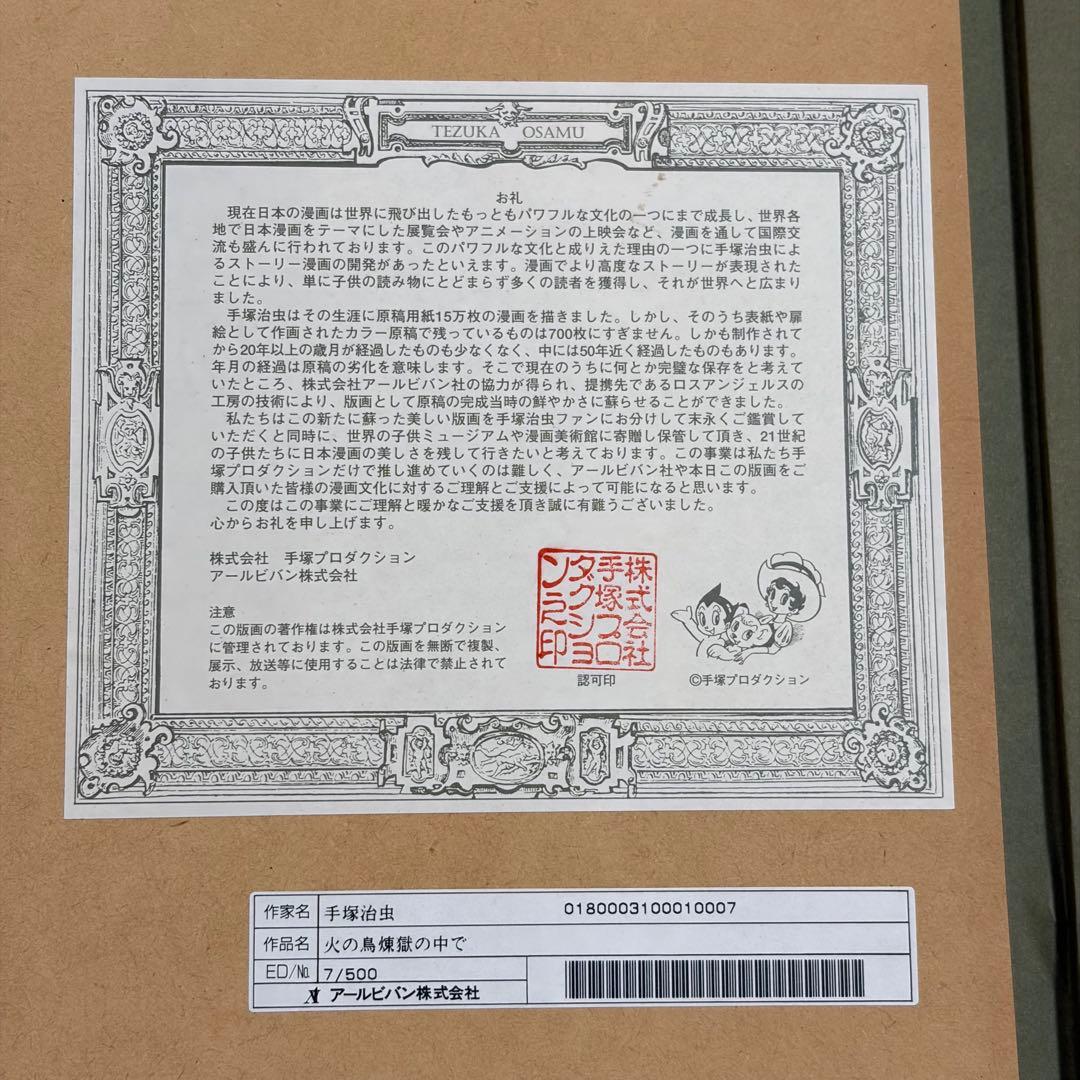 TEZUKA OSAMU
お礼
現在日本の漫画は世界に飛び出したもっともパワフルな文化の一つにまで成長し、世界各
地で日本漫画をテーマにした展覧会やアニメーションの上映会など、漫画を通して国際交
流も盛んに行われております。このパワフルな文化と成りえた理由の一つに手塚治虫によ
るストーリー漫画の開発があったといえます。漫画でより高度なストーリーが表現された
ことにより、単に子供の読み物にとどまらず多くの読者を獲得し、それが世界へと広まり
ました。
手塚治虫はその生涯に原稿用紙15万枚の漫画を描きました。しかし、そのうち表紙や扉
絵として作画されたカラー原稿で残っているものは700枚にすぎません。しかも制作されて
から20年以上の歳月が経過したものも少なくなく、中には50年近く経過したものもあります。
年月の経過は原稿の劣化を意味します。そこで現在のうちに何とか完璧な保存をと考えて
いたところ、株式会社アールビバン社の協力が得られ、提携先であるロスアンジェルスの
工房の技術により、版画として原稿の完成当時の鮮やかさに蘇らせることができました。
私たちはこの新たに蘇った美しい版画を手塚治虫ファンにお分けして末永くご鑑賞して
いただくと同時に、世界の子供ミュージアムや漫画美術館に寄贈し保管して頂き、21世紀
の子供たちに日本漫画の美しさを残して行きたいと考えております。この事業は私たち手
塚プロダクションだけで推し進めていくのは難しく、アールビバン社や本日この版画をご
購入頂いた皆様の漫画文化に対するご理解とご支援によって可能になると思います。
この度はこの事業にご理解と暖かなご支援を頂き誠に有難うございました。
心からお礼を申し上げます。
株式会社 手塚プロダクション
アールビバン株式会社
注意
この版画の著作権は株式会社手塚プロダクション
に管理されております。この版画を無断で複製、
展示、放送等に使用することは法律で禁止されて
おります。
株式会社
手塚プロ
ダクショ
ン之印
認可印
©手塚プロダクション
作家名 手塚治虫 0180003100010007
作品名 火の鳥煉獄の中で
ED/№ 7/500
アールビバン株式会社